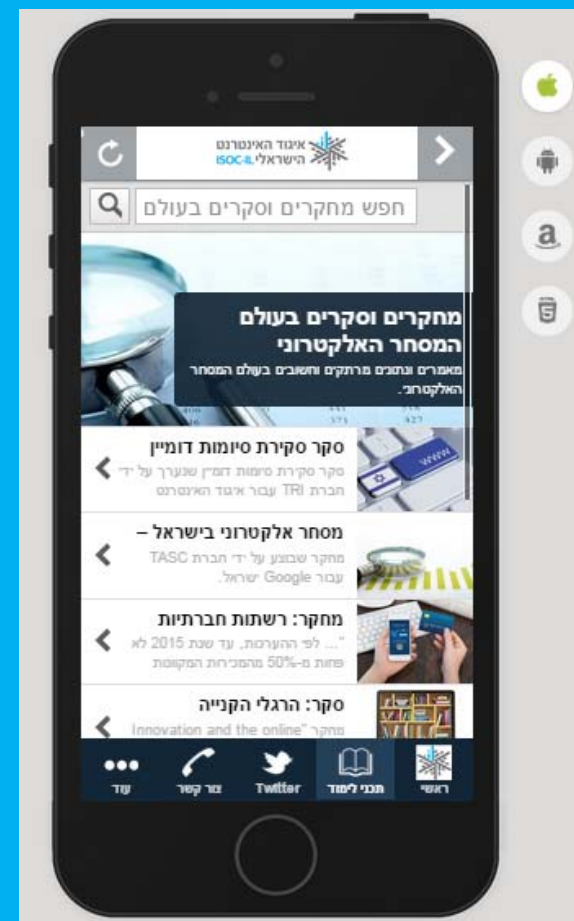 איגוד האינטרנט
הישראלי ISOC-IL
חפש מחקרים וסקרים בעולם
מחקרים וסקרים בעולם
המסחר האלקטרוני
מאמרים ונתונים מרתקים וחשובים בעולם המסחר
האלקטרוני.
סקר סקירת סיומות דומיין
סקר סקירת סיומות דומיין שנערך על ידי
חברת TRI עבור איגוד האינטרנט
WWW
מסחר אלקטרוני בישראל –
מחקר שבוצע על ידי חברת TASC
עבור Google ישראל.
מחקר: רשתות חברתיות
"... לפי ההערכות, עד שנת 2015 לא
פחות מ-50% מהמכירות המקוונות
סקר: הרגלי הקנייה
מחקר "Innovation and the online
ראשי
תכני לימוד
Twitter
צור קשר
עוד
a
5